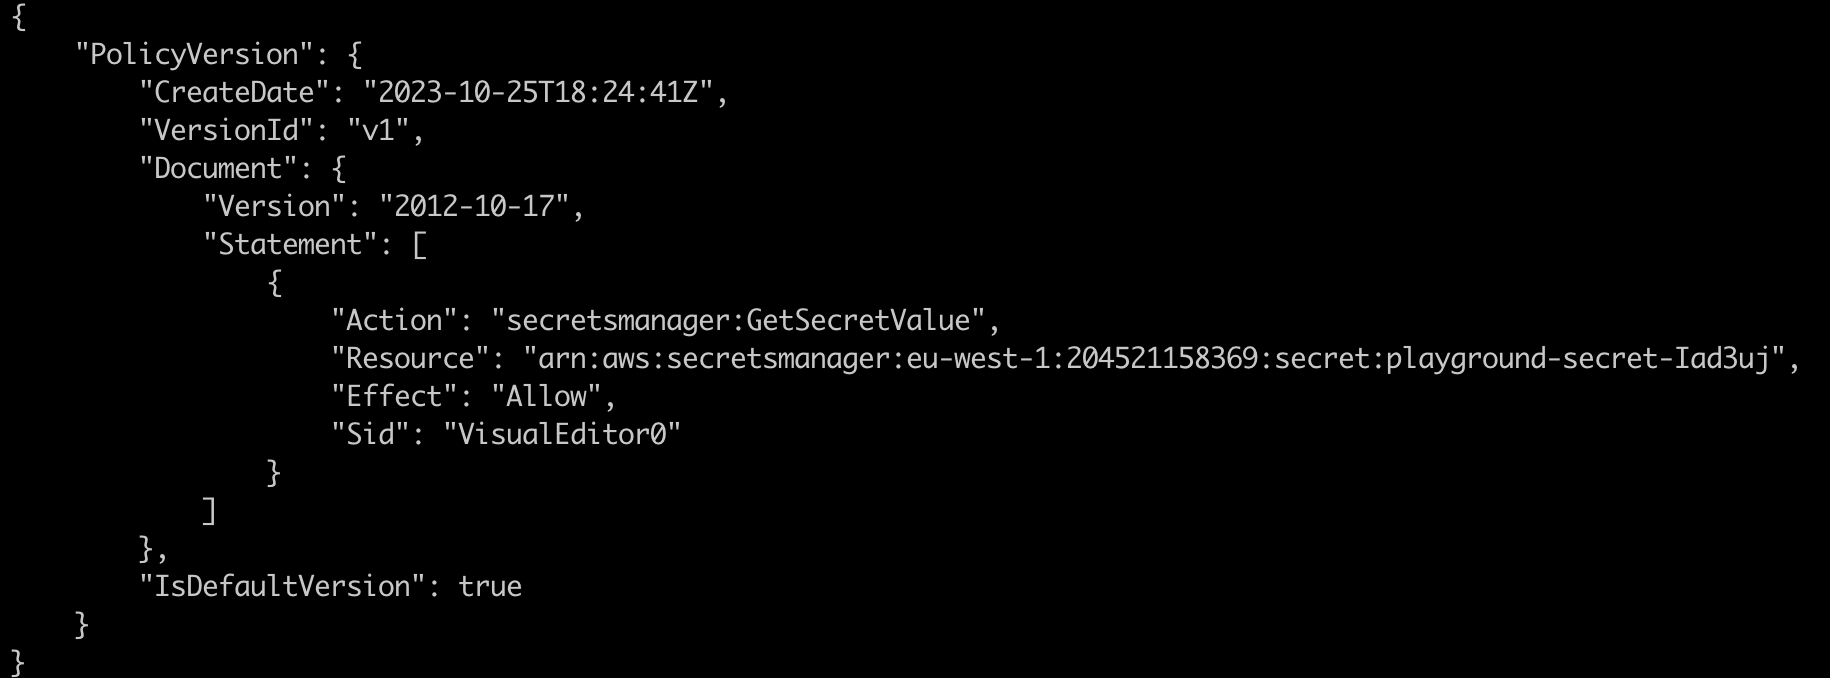 {
    "PolicyVersion": {
        "CreateDate": "2023-10-25T18:24:41Z",
        "VersionId": "v1",
        "Document": {
            "Version": "2012-10-17",
            "Statement": [
                {
                    "Action": "secretsmanager:GetSecretValue",
                    "Resource": "arn:aws:secretsmanager:eu-west-1:204521158369:secret:playground-secret-Iad3uj",
                    "Effect": "Allow",
                    "Sid": "VisualEditor0"
                }
            ]
        },
        "IsDefaultVersion": true
    }
}